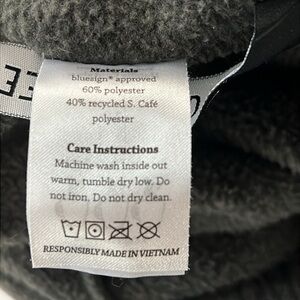 Materials
bluesign® approved
60% polyester
40% recycled S. Café
polyester
Care Instructions
Machine wash inside out
warm, tumble dry low. Do
not iron. Do not dry clean.
RESPONSIBLY MADE IN VIETNAM